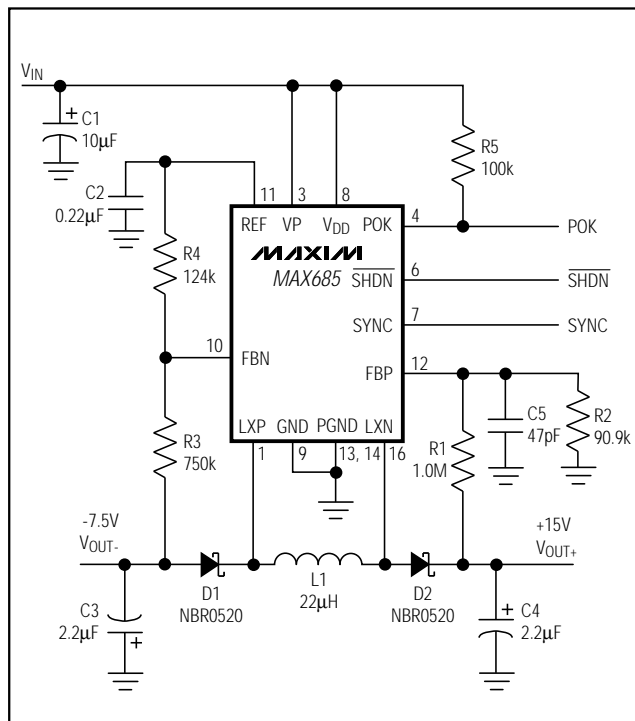 VIN
+ C1
10µF
C2
0.22µF
R4
124k
R5
100k
11 3 8
REF VP VDD POK 4 POK
MAXIM
MAX685
SHDN 6 SHDN
SYNC 7 SYNC
10 FBN
FBP 12
R3
750k
LXP GND PGND LXN
1 9 13, 14 16
R1
1.0M
C5
47pF
R2
90.9k
-7.5V
VOUT-
+15V
VOUT+
D1
NBR0520
L1
22µH
D2
NBR0520
C3
2.2µF +
+ C4
2.2µF